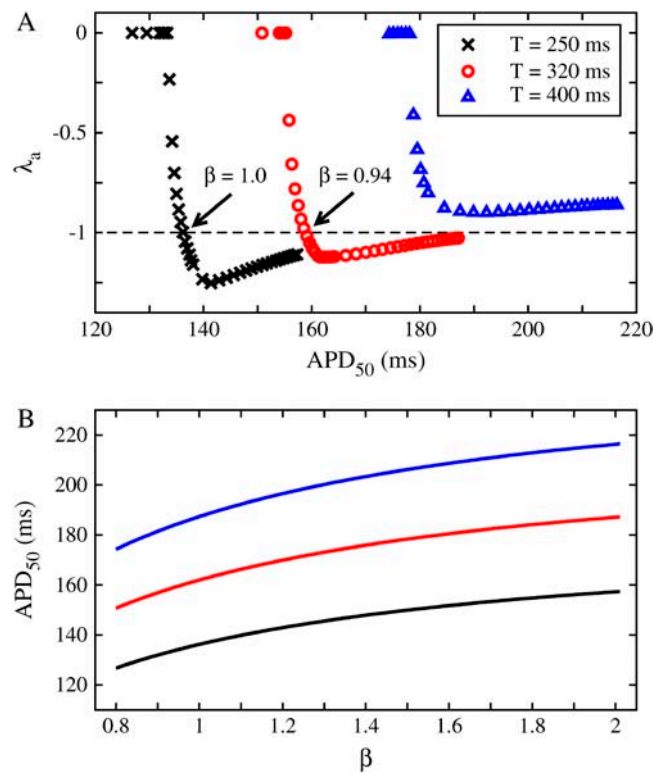 A
0
-0.5
-1
λa
T = 250 ms
T = 320 ms
T = 400 ms
β = 1.0
β = 0.94
120 140 160 180 200 220
APD50 (ms)
B
220
200
180
160
140
120
APD50 (ms)
0.8 1 1.2 1.4 1.6 1.8 2
β